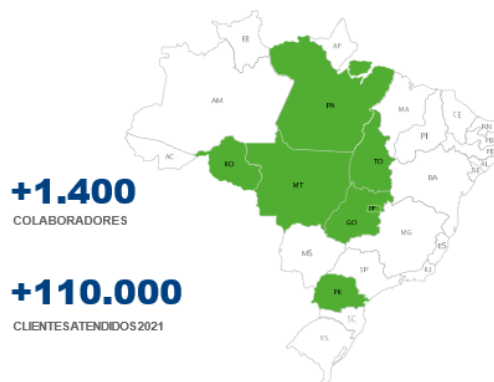 RR
AP
AM
PA
MA
CE
RN
PB
PE
AL
SE
PI
AC
RO
TO
BA
MT
DF
GO
MG
ES
MS
SP
RJ
PR
SC
RS
+1.400
COLABORADORES
+110.000
CLIENTES ATENDIDOS 2021